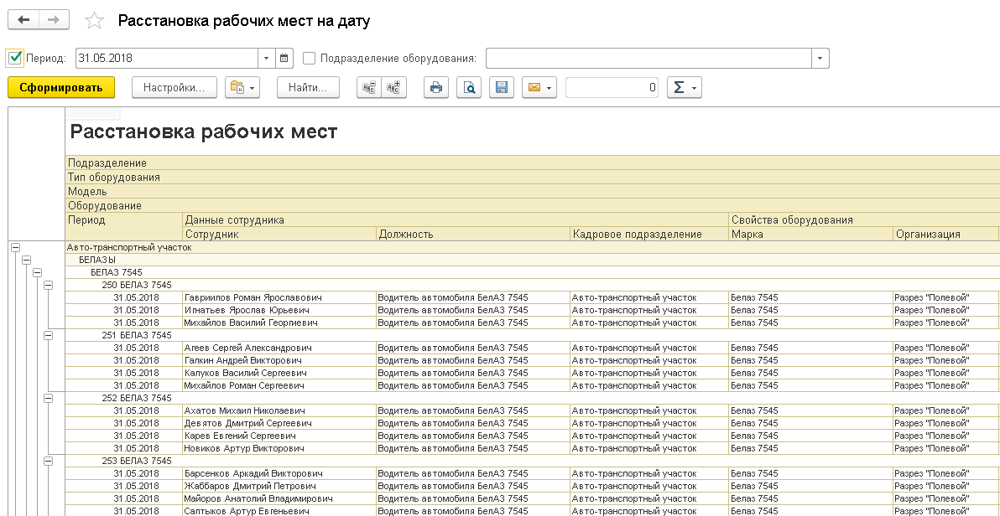 Расстановка рабочих мест на дату
Период: 31.05.2018 Подразделение оборудования:
Сформировать Настройки... Найти... 0 Σ
Расстановка рабочих мест
Подразделение
Тип оборудования
Модель
Оборудование
Период Данные сотрудника Свойства оборудования
Сотрудник Должность Кадровое подразделение Марка Организация
Авто-транспортный участок
БЕЛАЗЫ
БЕЛАЗ 7545
250 БЕЛАЗ 7545
31.05.2018 Гавриилов Роман Ярославович Водитель автомобиля БелАЗ 7545 Авто-транспортный участок Белаз 7545 Разрез "Полевой"
31.05.2018 Игнатьев Ярослав Юрьевич Водитель автомобиля БелАЗ 7545 Авто-транспортный участок Белаз 7545 Разрез "Полевой"
31.05.2018 Михайлов Василий Георгиевич Водитель автомобиля БелАЗ 7545 Авто-транспортный участок Белаз 7545 Разрез "Полевой"
251 БЕЛАЗ 7545
31.05.2018 Агеев Сергей Александрович Водитель автомобиля БелАЗ 7545 Авто-транспортный участок Белаз 7545 Разрез "Полевой"
31.05.2018 Галкин Андрей Викторович Водитель автомобиля БелАЗ 7545 Авто-транспортный участок Белаз 7545 Разрез "Полевой"
31.05.2018 Калуков Василий Сергеевич Водитель автомобиля БелАЗ 7545 Авто-транспортный участок Белаз 7545 Разрез "Полевой"
31.05.2018 Михайлов Роман Сергеевич Водитель автомобиля БелАЗ 7545 Авто-транспортный участок Белаз 7545 Разрез "Полевой"
252 БЕЛАЗ 7545
31.05.2018 Ахатов Михаил Николаевич Водитель автомобиля БелАЗ 7545 Авто-транспортный участок Белаз 7545 Разрез "Полевой"
31.05.2018 Девятов Дмитрий Сергеевич Водитель автомобиля БелАЗ 7545 Авто-транспортный участок Белаз 7545 Разрез "Полевой"
31.05.2018 Карев Евгений Сергеевич Водитель автомобиля БелАЗ 7545 Авто-транспортный участок Белаз 7545 Разрез "Полевой"
31.05.2018 Новиков Артур Викторович Водитель автомобиля БелАЗ 7545 Авто-транспортный участок Белаз 7545 Разрез "Полевой"
253 БЕЛАЗ 7545
31.05.2018 Барсенков Аркадий Викторович Водитель автомобиля БелАЗ 7545 Авто-транспортный участок Белаз 7545 Разрез "Полевой"
31.05.2018 Жаббаров Дмитрий Петрович Водитель автомобиля БелАЗ 7545 Авто-транспортный участок Белаз 7545 Разрез "Полевой"
31.05.2018 Майоров Анатолий Владимирович Водитель автомобиля БелАЗ 7545 Авто-транспортный участок Белаз 7545 Разрез "Полевой"
31.05.2018 Салтыков Артур Евгеньевич Водитель автомобиля БелАЗ 7545 Авто-транспортный участок Белаз 7545 Разрез "Полевой"